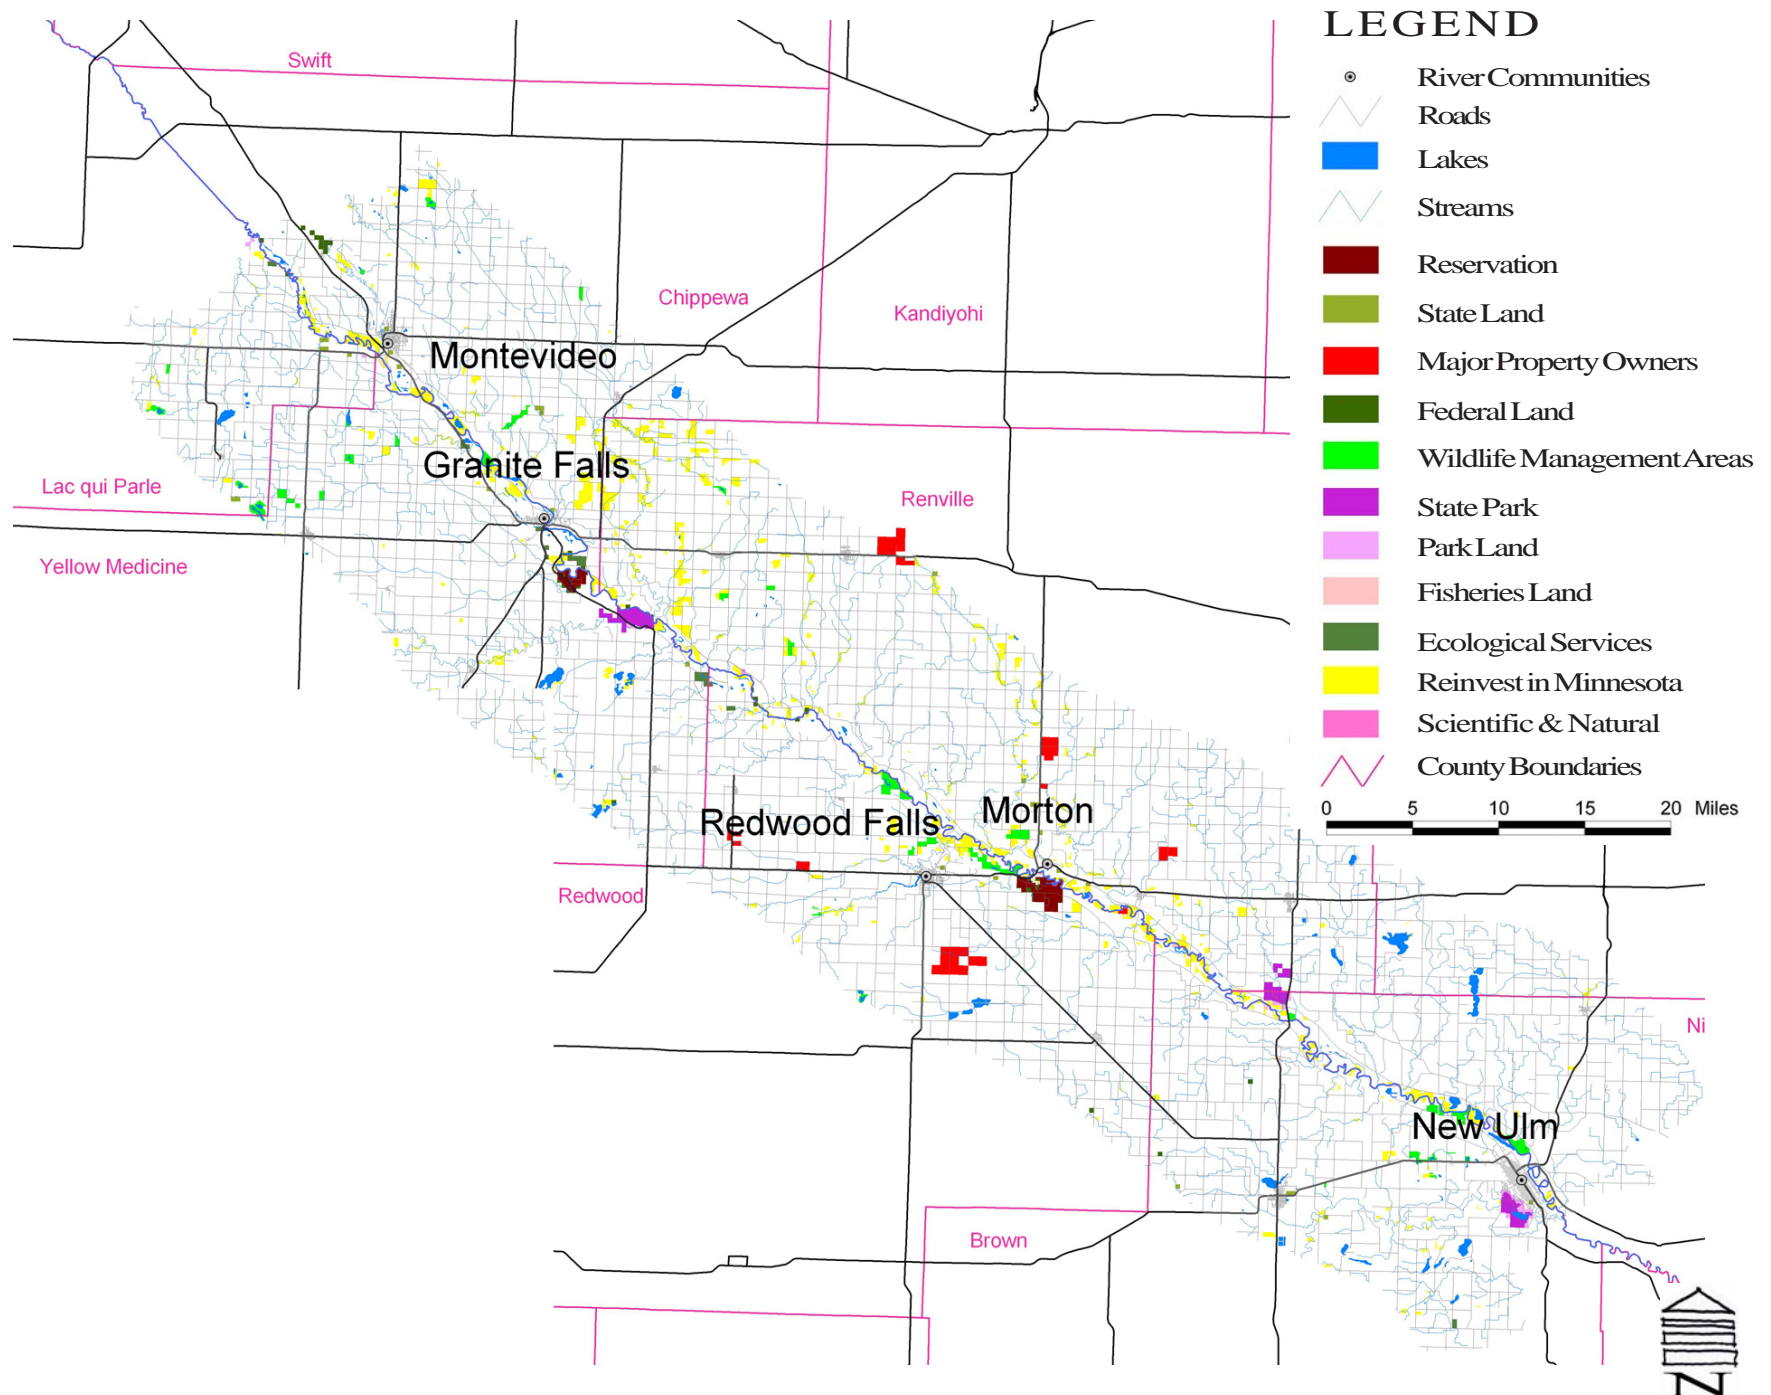 LEGEND
River Communities
Roads
Lakes
Streams
Reservation
State Land
Major Property Owners
Federal Land
Wildlife Management Areas
State Park
Park Land
Fisheries Land
Ecological Services
Reinvest in Minnesota
Scientific & Natural
County Boundaries
0 5 10 15 20 Miles
Swift
Chippewa
Kandiyohi
Montevideo
Granite Falls
Lac qui Parle
Renville
Yellow Medicine
Redwood Falls
Morton
Redwood
Ni
New Ulm
Brown
N